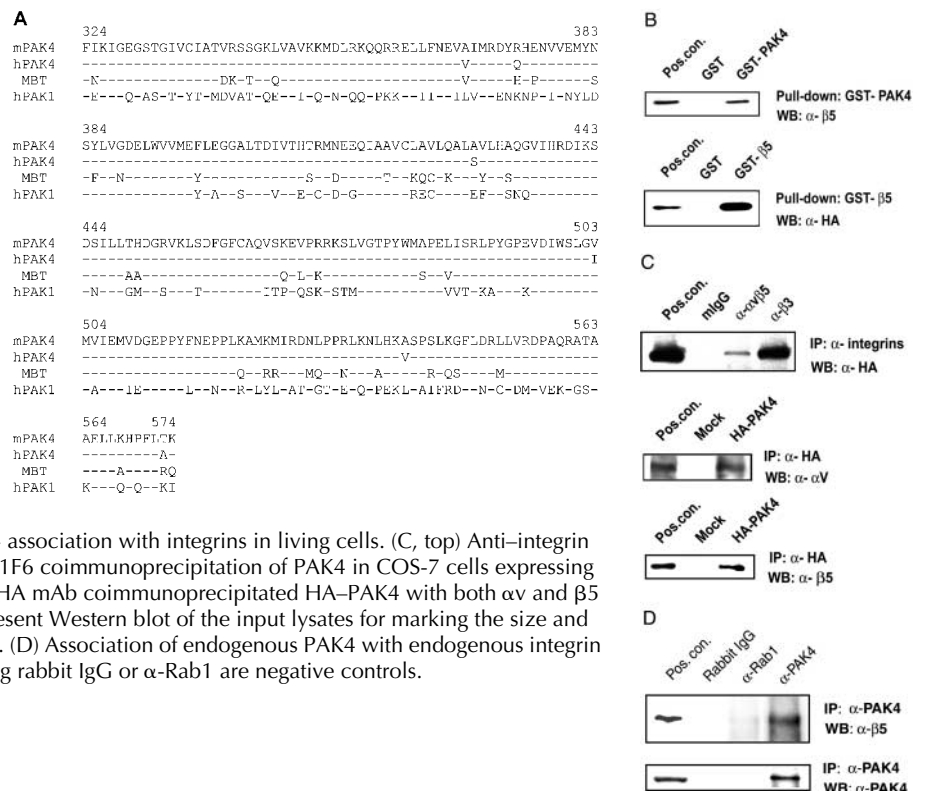 A
324 383
mPAK4 FIKIGEGSTGIVCIATVRSSGKLVAVKKMDLRKQQRRELLFNEVAIMRDYRHENVVEMYN
hPAK4 --------------------------------------------V-----Q---------
MBT -N-------------DK-T--Q----------------------V-----H-P------S
hPAK1 -E---QAS-T-YT-MDVAT-QE--IQ-N-QQ-PKK--II-ILV--ENKNP-INYLD
384 443
mPAK4 SYLVGDELWVVMEFLEGGALTDIVTHTRMNEEQIAAVCLAVLQALAVLHAQGVIHRDIKS
hPAK4 ---------------------------------------------S--------------
MBT F--N----------Y-----------S--D-----T--KQC-K---Y--S----------
hPAK1 --------------Y-A--S--V---E-C-D-G-----REC----EF--SNQ--------
444 503
mPAK4 DSILLTHDGRVKLSDFGFCAQVSKEVPRRKSLVGTPYWMAPELISRLPYGPEVDIWSLGV
hPAK4 -----------------------------------------------------------I
MBT -----AA-----------------Q-L-K-----------S--V----------------
hPAK1 -N---GM--S---T-------ITP-QSK-STM---------VVT-KA---K---------
504 563
mPAK4 MVIEMVDGEPPYFNEPPLKAMKMIRDNLPPRLKNLHKASPSLKGFLDRLLVRDPAQRATA
hPAK4 -------------------------------------V----------------------
MBT -------------------Q--RR---MQ--N---A-----R-QS-----M---------
hPAK1 -A---IE------L---N--R-LYL-AT-GT-E-Q-PEKL-AIFRD--N-C-DM-VEK-GS-
564 574
mPAK4 AELLKHPFLTK
hPAK4 ---------A-
MBT ----A----RQ
hPAK1 K---Q-Q--KI
association with integrins in living cells. (C, top) Anti–integrin
1F6 coimmunoprecipitation of PAK4 in COS-7 cells expressing
HA mAb coimmunoprecipitated HA–PAK4 with both αv and β5
esent Western blot of the input lysates for marking the size and
. (D) Association of endogenous PAK4 with endogenous integrin
g rabbit IgG or α-Rab1 are negative controls.
B
Pos.con. GST GST-PAK4
Pull-down: GST-PAK4
WB: α-β5
Pos.con. GST GST-β5
Pull-down: GST-β5
WB: α-HA
C
Pos.con. mIgG α-αvβ5 α-β3
IP: α-integrins
WB: α-HA
Pos.con. Mock HA-PAK4
IP: α-HA
WB: α-αV
Pos.con. Mock HA-PAK4
IP: α-HA
WB: α-β5
D
Pos. con. Rabbit IgG α-Rab1 α-PAK4
IP: α-PAK4
WB: α-β5
IP: α-PAK4
WB: α-PAK4